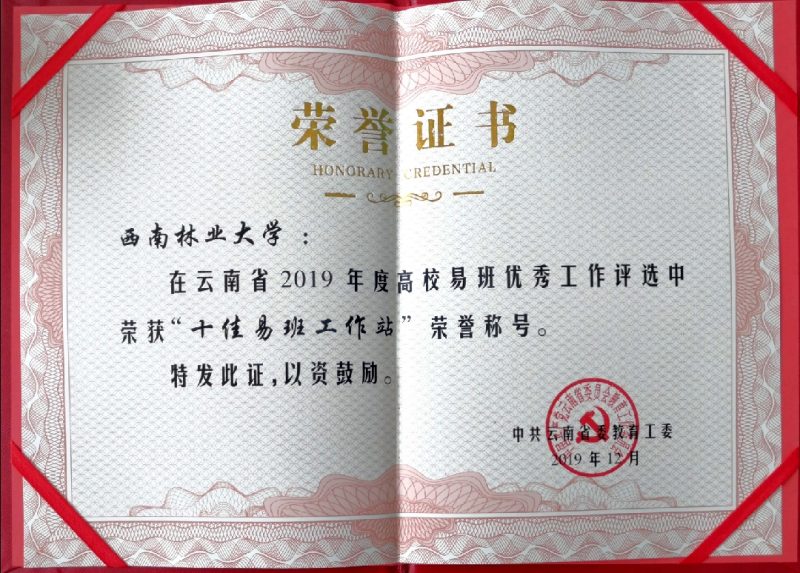 荣誉证书
HONORARY CREDENTIAL
西南林业大学：
在云南省2019年度高校易班优秀工作评选中
荣获“十佳易班工作站”荣誉称号。
特发此证,以资鼓励。
中共云南省委教育工委
2019年12月